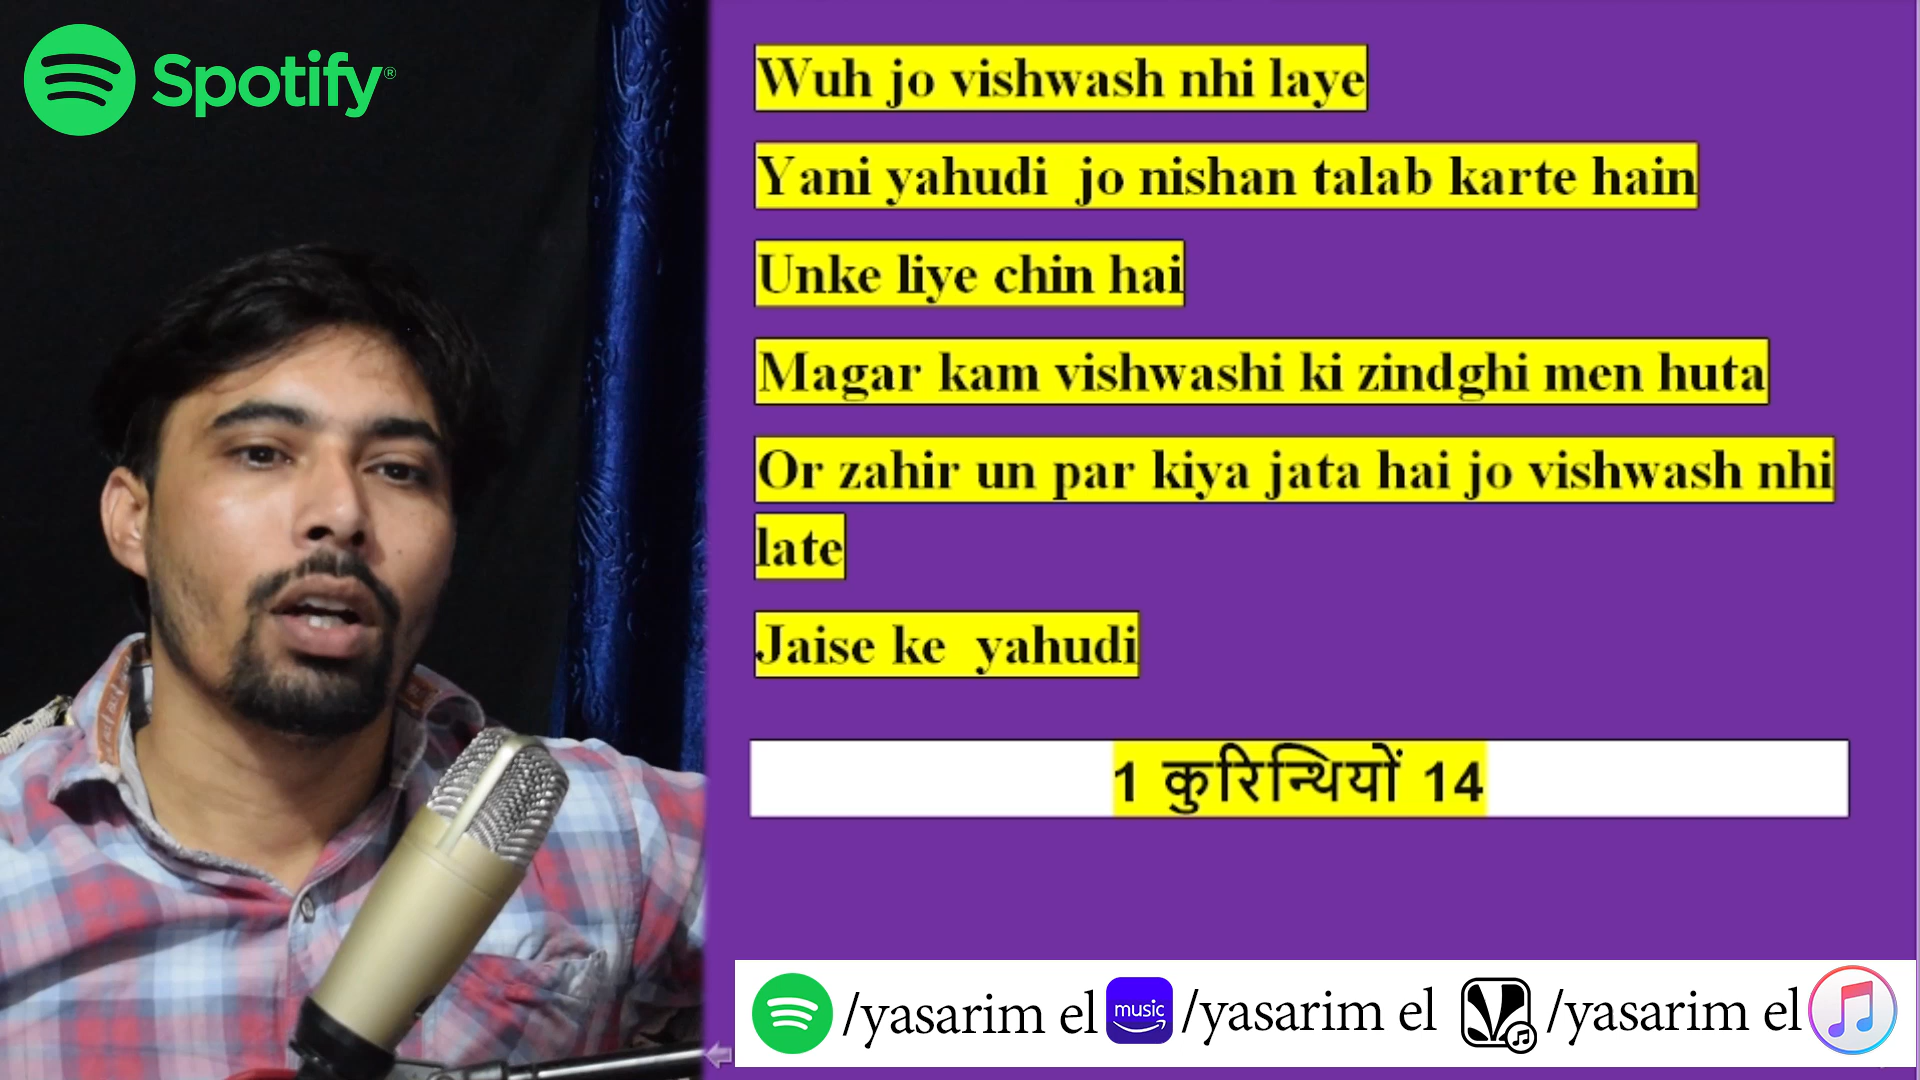 Spotify®
Wuh jo vishwash nhi laye
Yani yahudi jo nishan talab karte hain
Unke liye chin hai
Magar kam vishwashi ki zindghi men huta
Or zahir un par kiya jata hai jo vishwash nhi
late
Jaise ke yahudi
1 कुरिन्थियों 14
/yasarim el music /yasarim el /yasarim el